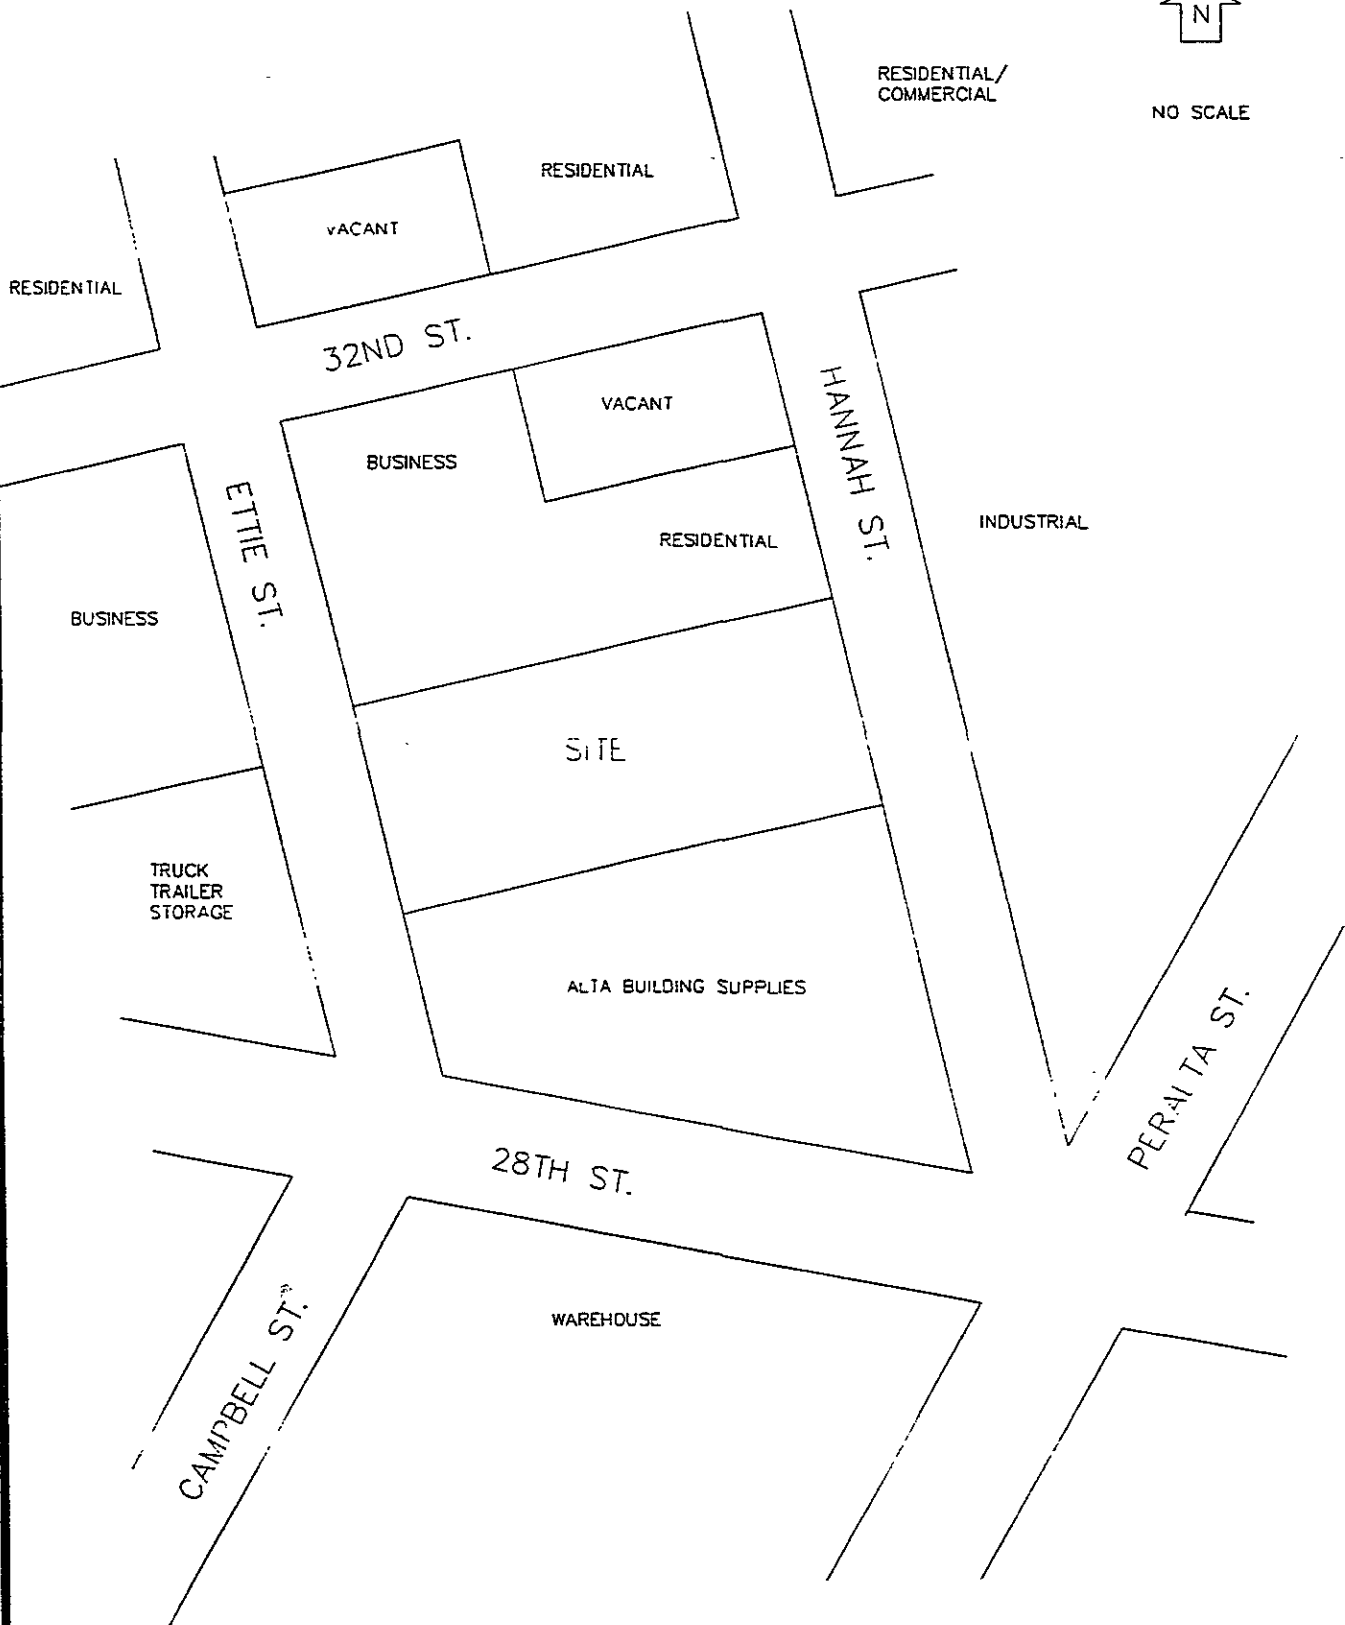 N
RESIDENTIAL/
COMMERCIAL
NO SCALE
RESIDENTIAL
VACANT
RESIDENTIAL
32ND ST.
VACANT
HANNAH ST.
BUSINESS
ETTIE ST.
INDUSTRIAL
RESIDENTIAL
BUSINESS
SITE
TRUCK
TRAILER
STORAGE
ALTA BUILDING SUPPLIES
PERALTA ST.
28TH ST.
WAREHOUSE
CAMPBELL ST.